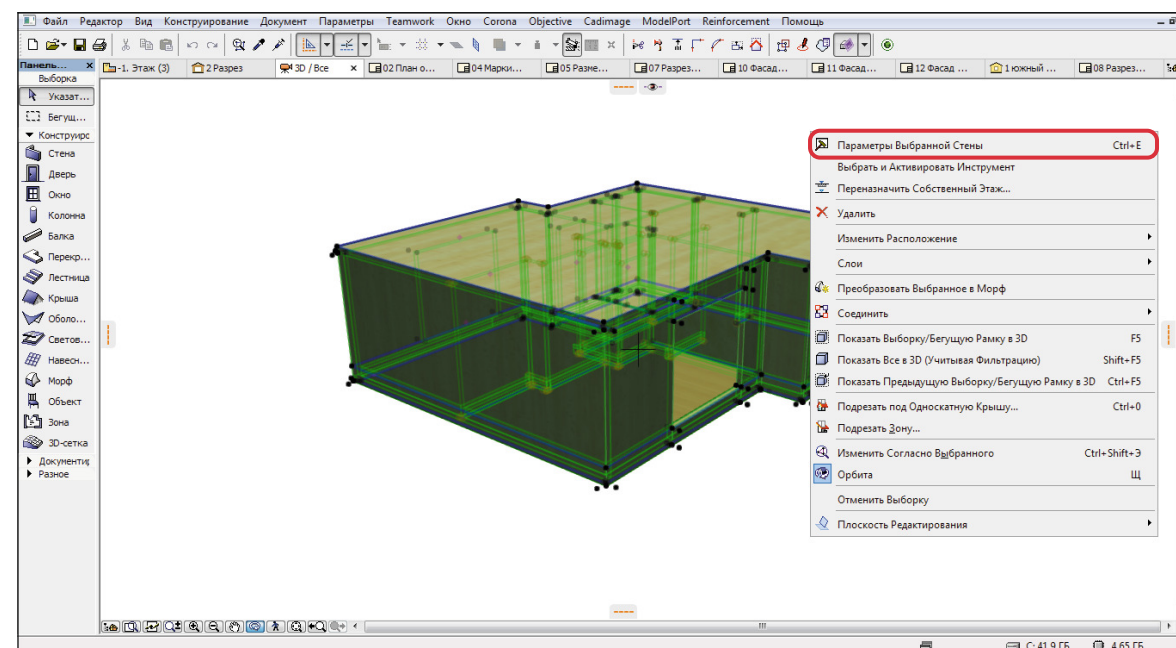 Файл Редактор Вид Конструирование Документ Параметры Teamwork Окно Corona Objective Cadimage ModelPort Reinforcement Помощь
Панель...
-1. Этаж (3) 2 Разрез 3D / Все 02 План о... 04 Марки... 05 Разме... 07 Разрез... 10 Фасад... 11 Фасад... 12 Фасад ... 1 южный ... 08 Разрез...
Выборка
Указат...
Бегущ...
Конструирс
Стена
Дверь
Окно
Колонна
Балка
Перекр...
Лестница
Крыша
Оболо...
Светов...
Навесн...
Морф
Объект
Зона
3D-сетка
Документиг
Разное
Параметры Выбранной Стены Ctrl+E
Выбрать и Активировать Инструмент
Переназначить Собственный Этаж...
Удалить
Изменить Расположение
Слои
Преобразовать Выбранное в Морф
Соединить
Показать Выборку/Бегущую Рамку в 3D F5
Показать Все в 3D (Учитывая Фильтрацию) Shift+F5
Показать Предыдущую Выборку/Бегущую Рамку в 3D Ctrl+F5
Подрезать под Односкатную Крышу... Ctrl+0
Подрезать Зону...
Изменить Согласно Выбранного Ctrl+Shift+Э
Орбита Щ
Отменить Выборку
Плоскость Редактирования
C: 41.9 ГБ 4.65 ГБ